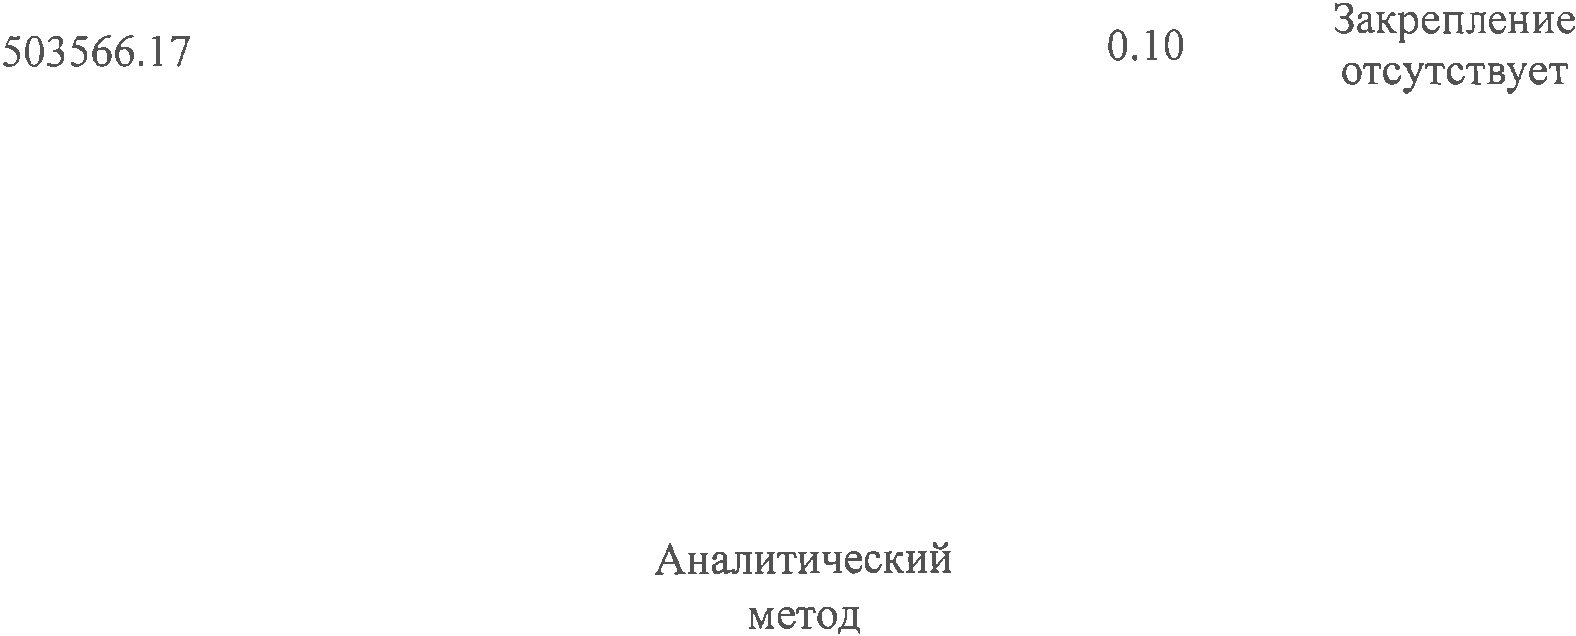 503566.17
0.10
Закрепление
отсутствует
Аналитический
метод